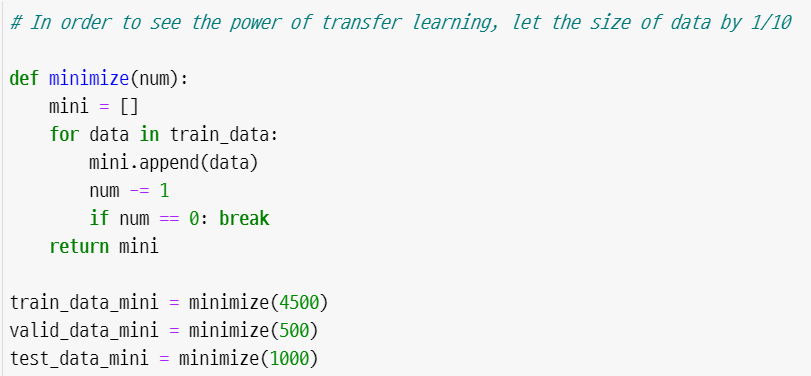 # In order to see the power of transfer learning, let the size of data by 1/10
def minimize(num):
    mini = []
    for data in train_data:
        mini.append(data)
        num -= 1
        if num == 0: break
    return mini
train_data_mini = minimize(4500)
valid_data_mini = minimize(500)
test_data_mini = minimize(1000)